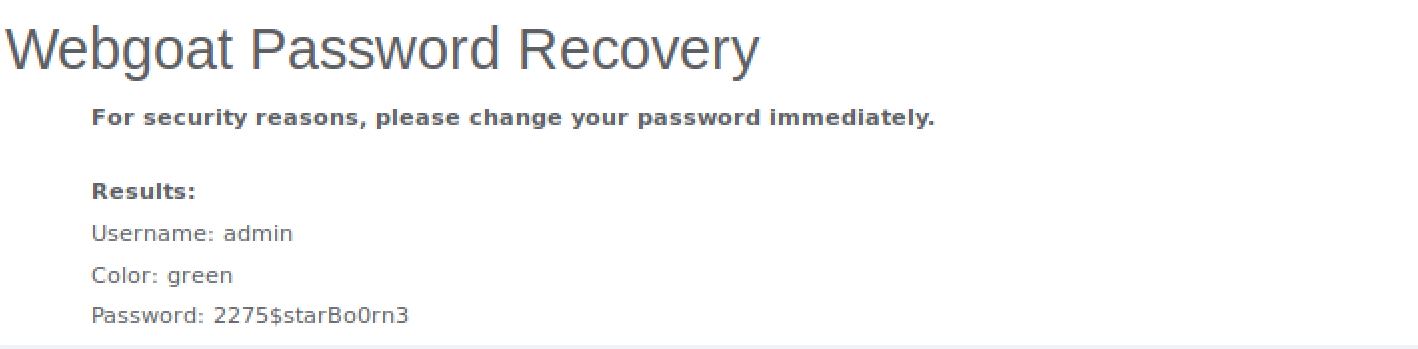 Webgoat Password Recovery
For security reasons, please change your password immediately.
Results:
Username: admin
Color: green
Password: 2275$starBo0rn3